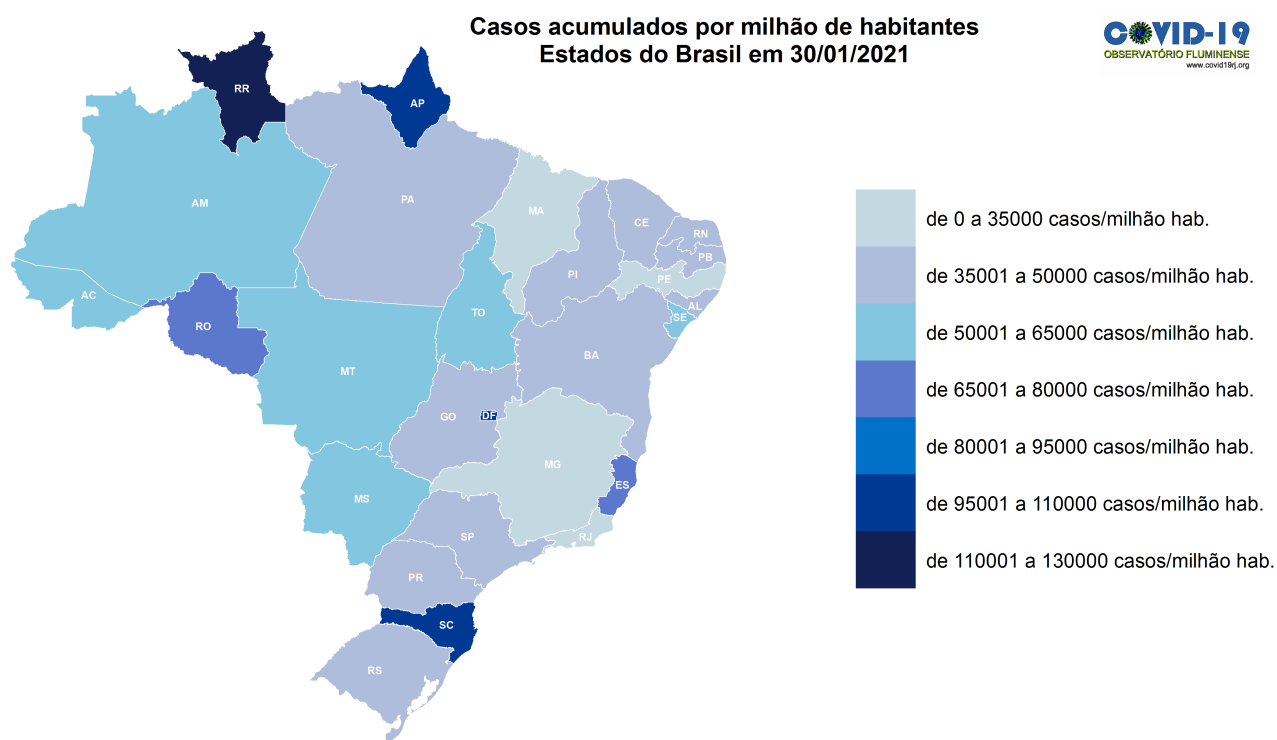 Casos acumulados por milhão de habitantes
Estados do Brasil em 30/01/2021
COVID-19
OBSERVATÓRIO FLUMINENSE
www.covid19rj.org
RR
AP
AM
PA
MA
CE
RN
PB
PI
PE
AL
SE
AC
RO
TO
BA
MT
GO
DF
MG
ES
MS
SP
RJ
PR
SC
RS
de 0 a 35000 casos/milhão hab.
de 35001 a 50000 casos/milhão hab.
de 50001 a 65000 casos/milhão hab.
de 65001 a 80000 casos/milhão hab.
de 80001 a 95000 casos/milhão hab.
de 95001 a 110000 casos/milhão hab.
de 110001 a 130000 casos/milhão hab.